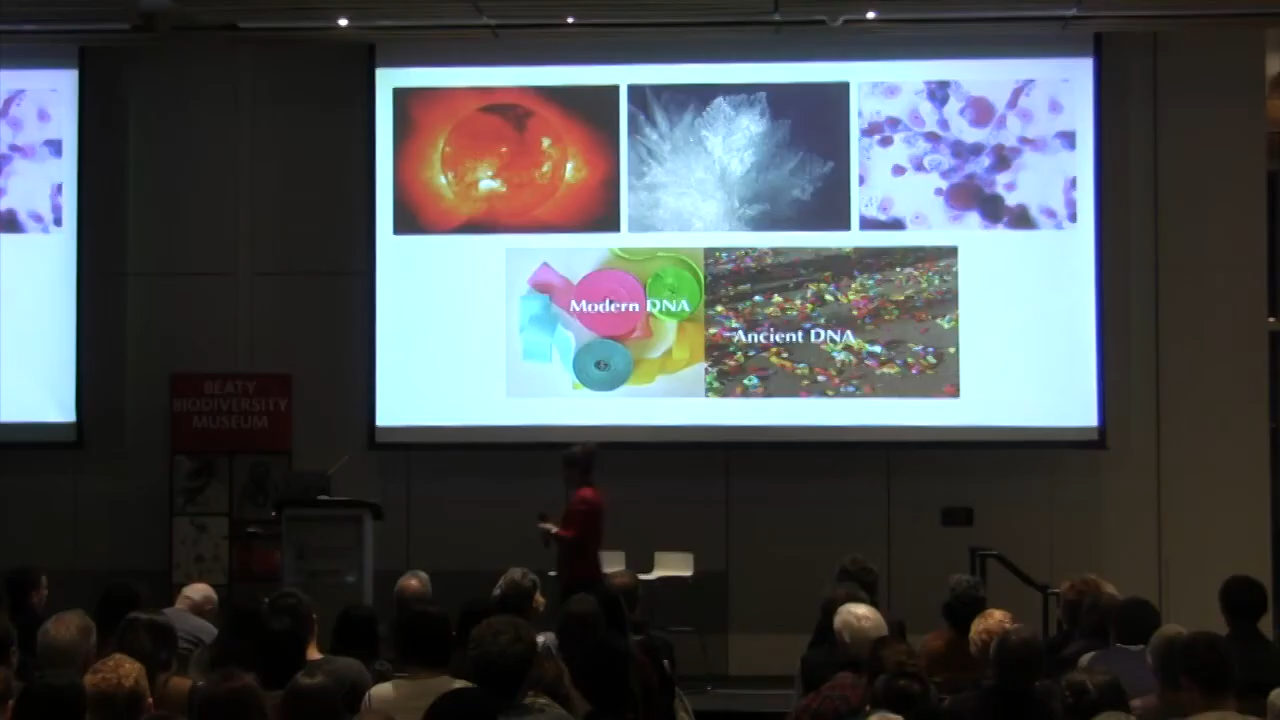 Modern DNA
Ancient DNA
BEATY
BIODIVERSITY
MUSEUM